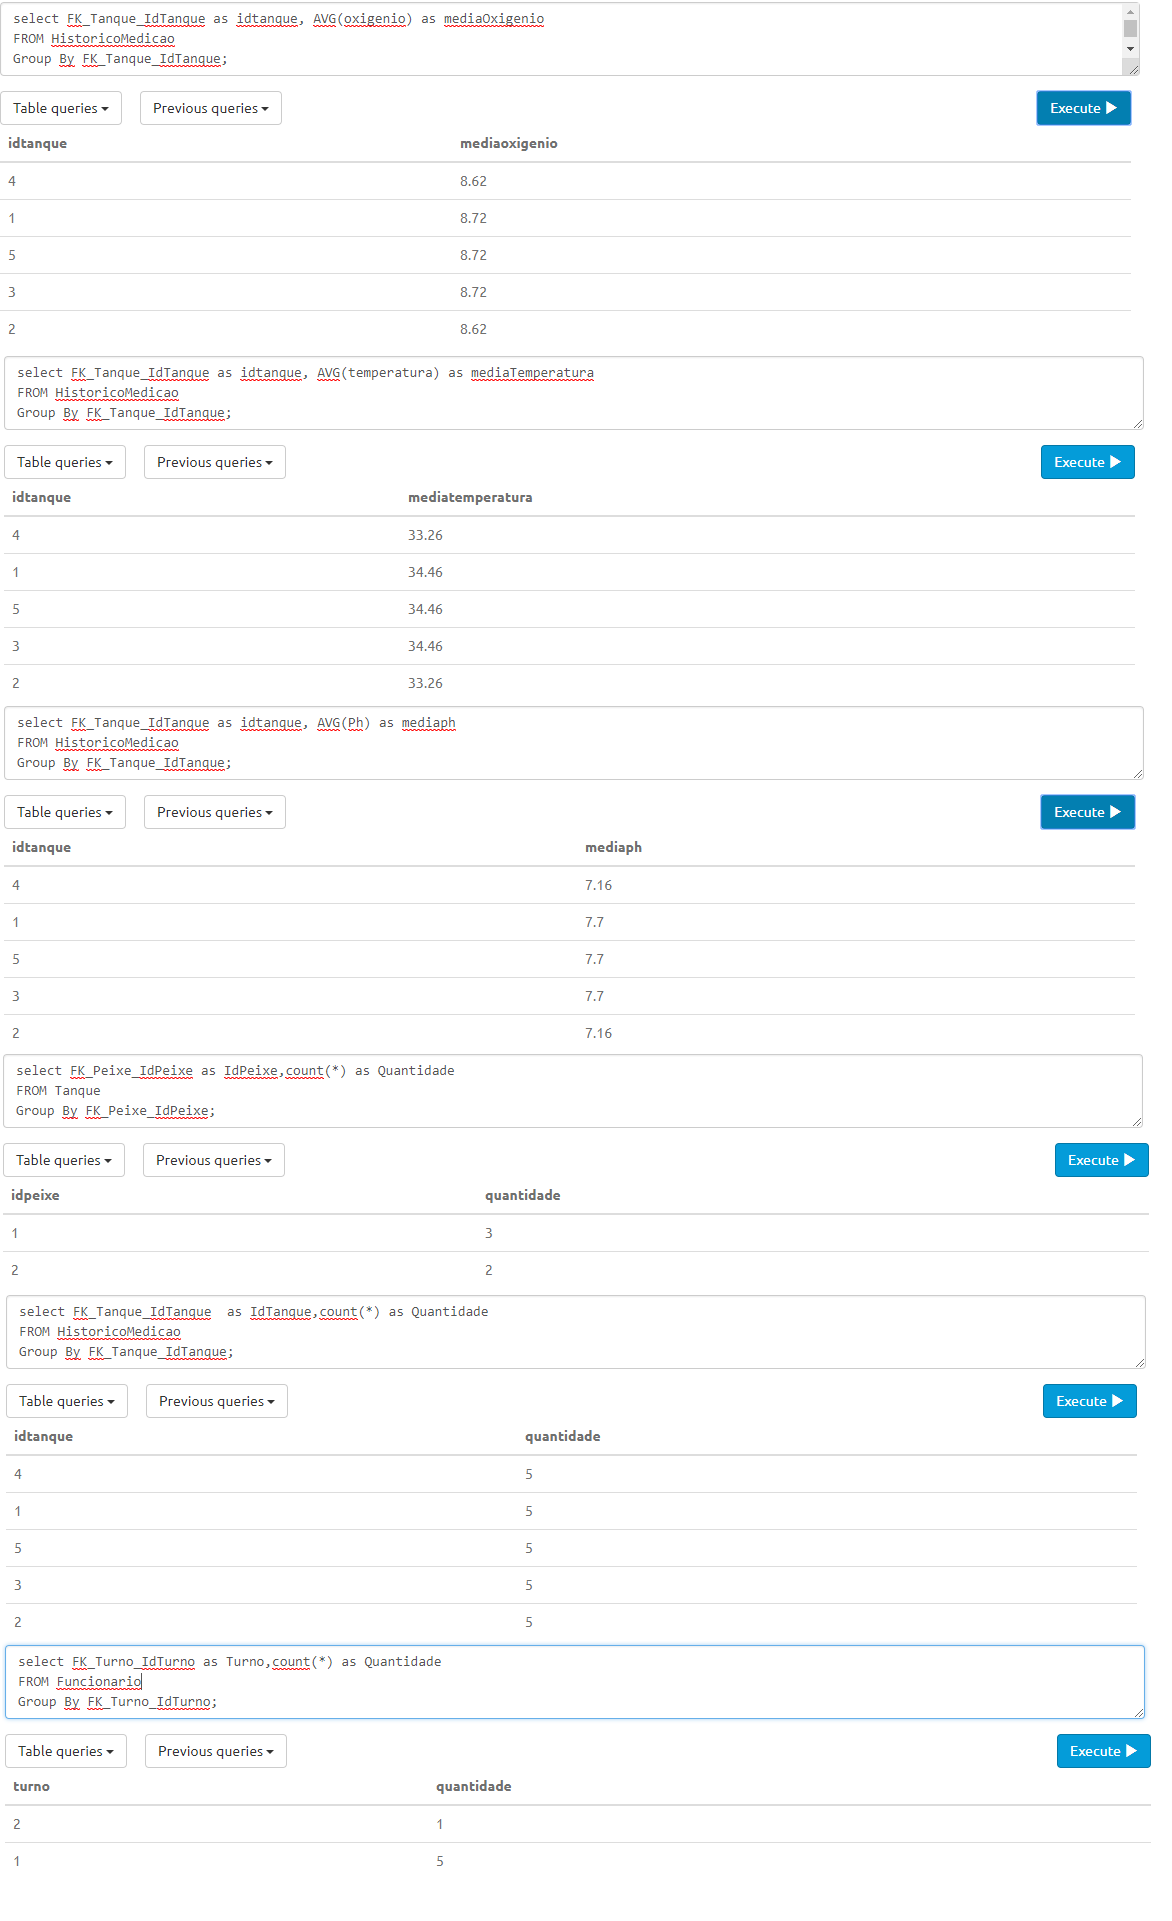 select FK_Tanque_IdTanque as idtanque, AVG(oxigenio) as mediaOxigenio
FROM HistoricoMedicao
Group By FK_Tanque_IdTanque;
Table queries Previous queries Execute
idtanque mediaoxigenio
4 8.62
1 8.72
5 8.72
3 8.72
2 8.62
select FK_Tanque_IdTanque as idtanque, AVG(temperatura) as mediaTemperatura
FROM HistoricoMedicao
Group By FK_Tanque_IdTanque;
Table queries Previous queries Execute
idtanque mediatemperatura
4 33.26
1 34.46
5 34.46
3 34.46
2 33.26
select FK_Tanque_IdTanque as idtanque, AVG(Ph) as mediaph
FROM HistoricoMedicao
Group By FK_Tanque_IdTanque;
Table queries Previous queries Execute
idtanque mediaph
4 7.16
1 7.7
5 7.7
3 7.7
2 7.16
select FK_Peixe_IdPeixe as IdPeixe,count(*) as Quantidade
FROM Tanque
Group By FK_Peixe_IdPeixe;
Table queries Previous queries Execute
idpeixe quantidade
1 3
2 2
select FK_Tanque_IdTanque  as IdTanque,count(*) as Quantidade
FROM HistoricoMedicao
Group By FK_Tanque_IdTanque;
Table queries Previous queries Execute
idtanque quantidade
4 5
1 5
5 5
3 5
2 5
select FK_Turno_IdTurno as Turno,count(*) as Quantidade
FROM Funcionario
Group By FK_Turno_IdTurno;
Table queries Previous queries Execute
turno quantidade
2 1
1 5